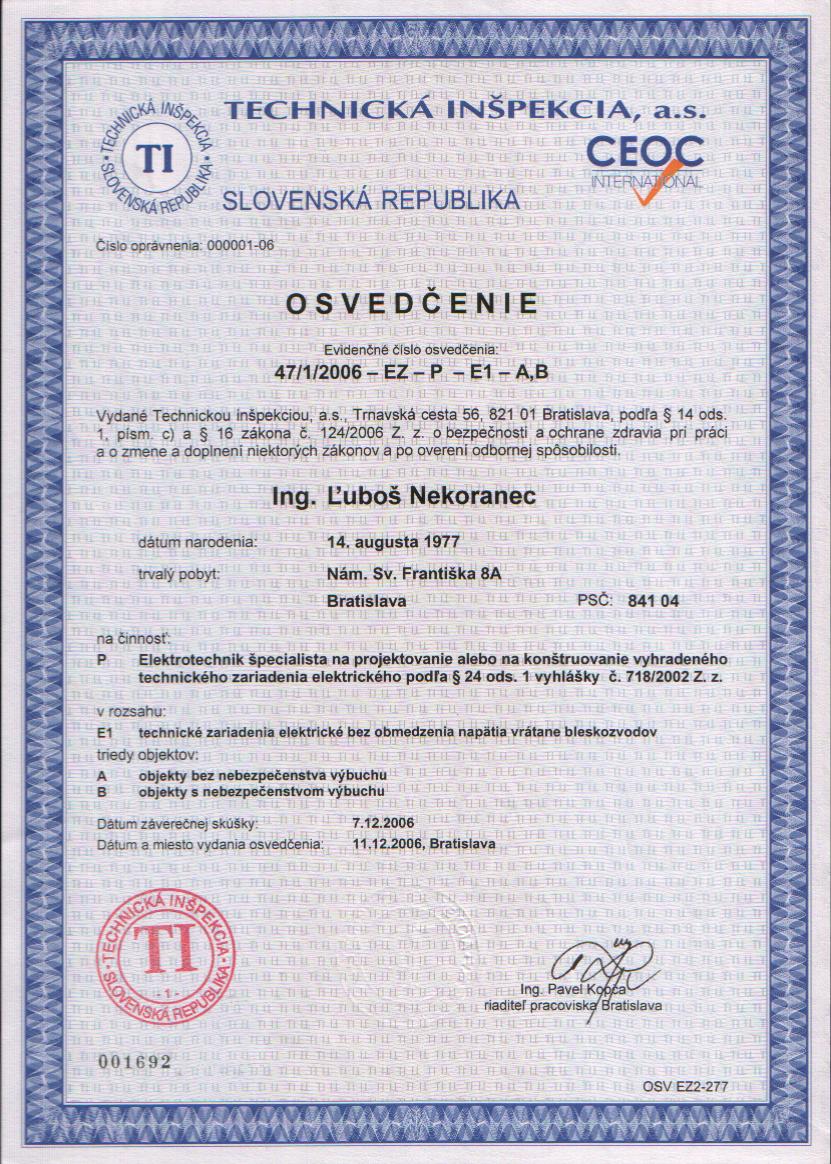 TECHNICKÁ INŠPEKCIA, a.s.
TECHNICKÁ INŠPEKCIA
TI
SLOVENSKÁ REPUBLIKA
CEOC
INTERNATIONAL
SLOVENSKÁ REPUBLIKA
Číslo oprávnenia: 000001-06
OSVEDČENIE
Evidenčné číslo osvedčenia:
47/1/2006 – EZ – P – E1 – A,B
Vydané Technickou inšpekciou, a.s., Trnavská cesta 56, 821 01 Bratislava, podľa § 14 ods.
1, písm. c) a § 16 zákona č. 124/2006 Z. z. o bezpečnosti a ochrane zdravia pri práci
a o zmene a doplnení niektorých zákonov a po overení odbornej spôsobilosti.
Ing. Ľuboš Nekoranec
dátum narodenia: 14. augusta 1977
trvalý pobyt: Nám. Sv. Františka 8A
Bratislava PSČ: 841 04
na činnosť:
P Elektrotechnik špecialista na projektovanie alebo na konštruovanie vyhradeného
technického zariadenia elektrického podľa § 24 ods. 1 vyhlášky č. 718/2002 Z. z.
v rozsahu:
E1 technické zariadenia elektrické bez obmedzenia napätia vrátane bleskozvodov
triedy objektov:
A objekty bez nebezpečenstva výbuchu
B objekty s nebezpečenstvom výbuchu
Dátum záverečnej skúšky: 7.12.2006
Dátum a miesto vydania osvedčenia: 11.12.2006, Bratislava
TECHNICKÁ INŠPEKCIA
TI
- 1 -
SLOVENSKÁ REPUBLIKA
Ing. Pavel Kopča
riaditeľ pracoviska Bratislava
001692
OSV EZ2-277